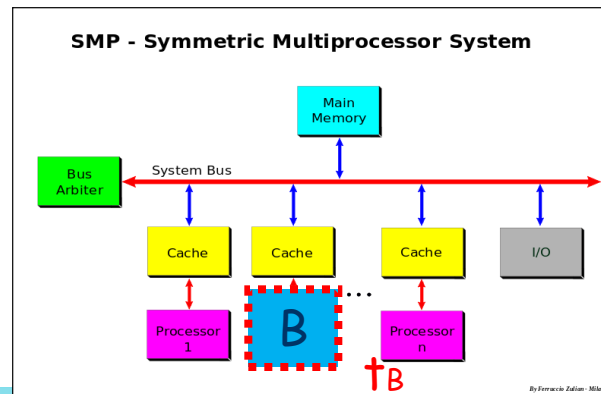 SMP - Symmetric Multiprocessor System
Main
Memory
System Bus
Bus
Arbiter
Cache
Cache
Cache
I/O
Processor
1
B
...
Processor
n
B
By Ferruccio Zulian - Milan